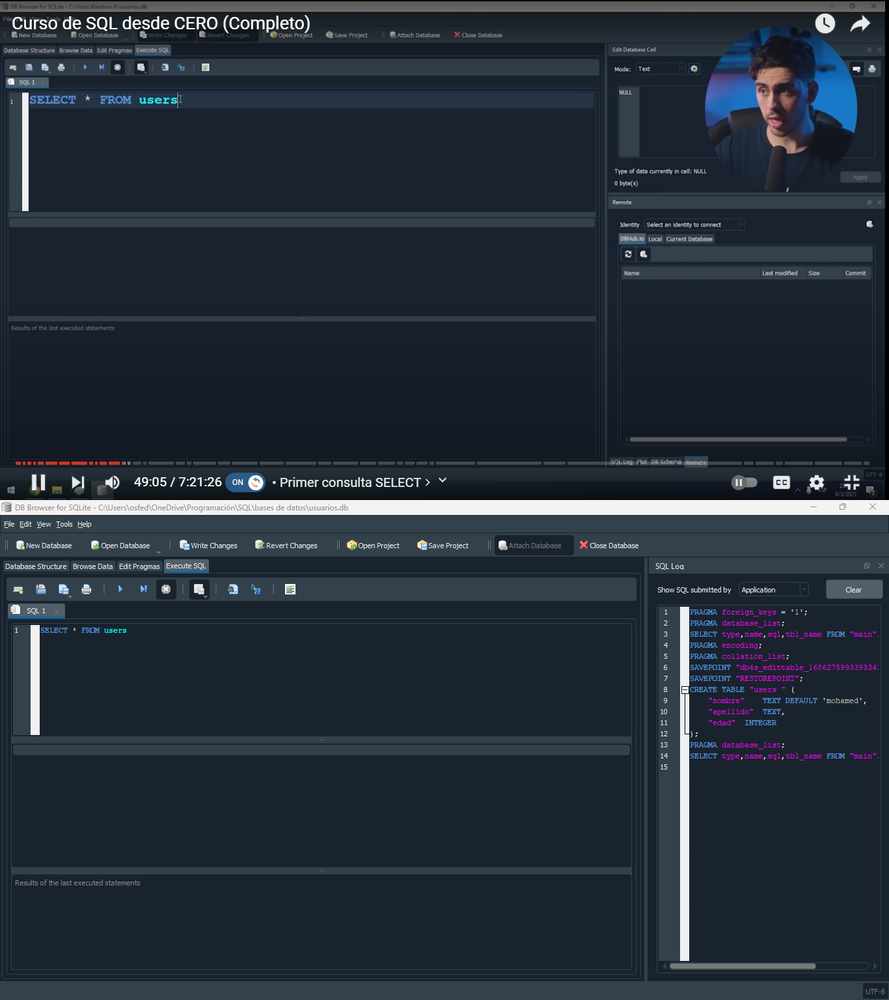 DB Browser for SQLite - C:\Users\Rainbow 6\usuarios.db
Curso de SQL desde CERO (Completo)
New Database Open Database Write Changes Revert Changes Open Project Save Project Attach Database Close Database
Database Structure Browse Data Edit Pragmas Execute SQL
SQL 1
1 SELECT * FROM users
Results of the last executed statements
Edit Database Cell
Mode: Text
NULL
Type of data currently in cell: NULL
0 byte(s)
Apply
Remote
Identity Select an identity to connect
DBHub.io Local Current Database
Name Last modified Size Commit
SQL Log Plot DB Schema Remote
UTF-8
49:05 / 7:21:26 ON • Primer consulta SELECT >
CC
ESP
6/3/2023
2
DB Browser for SQLite - C:\Users\osfed\OneDrive\Programación\SQL\bases de datos\usuarios.db
File Edit View Tools Help
New Database Open Database Write Changes Revert Changes Open Project Save Project Attach Database Close Database
Database Structure Browse Data Edit Pragmas Execute SQL
SQL 1
1 SELECT * FROM users
Results of the last executed statements
SQL Log
Show SQL submitted by Application Clear
1 PRAGMA foreign_keys = '1';
2 PRAGMA database_list;
3 SELECT type,name,sql,tbl_name FROM "main".
4 PRAGMA encoding;
5 PRAGMA collation_list;
6 SAVEPOINT "db4s_edittable_168627599339334
7 SAVEPOINT "RESTOREPOINT";
8 CREATE TABLE "users " (
9 "nombre" TEXT DEFAULT 'mohamed',
10 "apellido" TEXT,
11 "edad" INTEGER
12 );
13 PRAGMA database_list;
14 SELECT type,name,sql,tbl_name FROM "main".
15
UTF-8